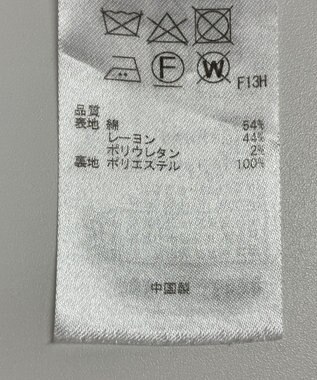 F
W
F13H
品質
表地 綿 54%
レーヨン 44%
ポリウレタン 2%
裏地 ポリエステル 100%
中国製